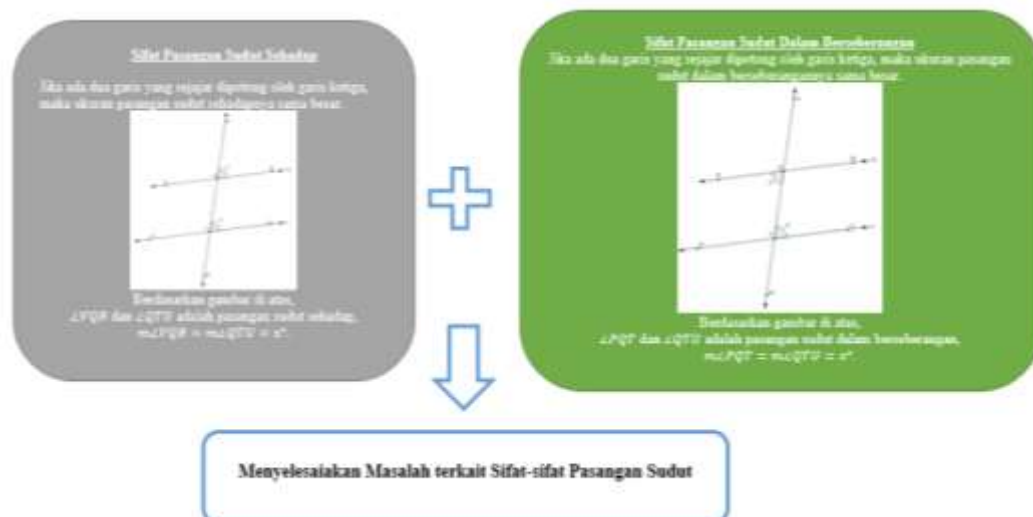 Sifat Pasangan Sudut Sehadap
Jika ada dua garis yang sejajar dipotong oleh garis ketiga,
maka ukuran pasangan sudut sehadapnya sama besar.
Berdasarkan gambar di atas,
∠VQR dan ∠QTU adalah pasangan sudut sehadap,
m∠VQR = m∠QTU = x°
Sifat Pasangan Sudut Dalam Berseberangan
Jika ada dua garis yang sejajar dipotong oleh garis ketiga, maka ukuran pasangan
sudut dalam berseberangannya sama besar.
Berdasarkan gambar di atas,
∠PQT dan ∠QTU adalah pasangan sudut dalam berseberangan,
m∠PQT = m∠QTU = x°
Menyelesaiakan Masalah terkait Sifat-sifat Pasangan Sudut